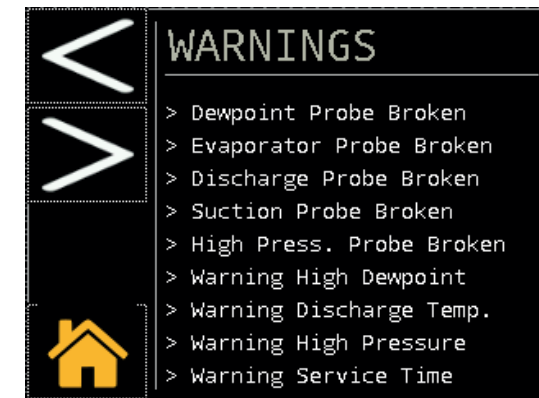 WARNINGS
> Dewpoint Probe Broken
> Evaporator Probe Broken
> Discharge Probe Broken
> Suction Probe Broken
> High Press. Probe Broken
> Warning High Dewpoint
> Warning Discharge Temp.
> Warning High Pressure
> Warning Service Time